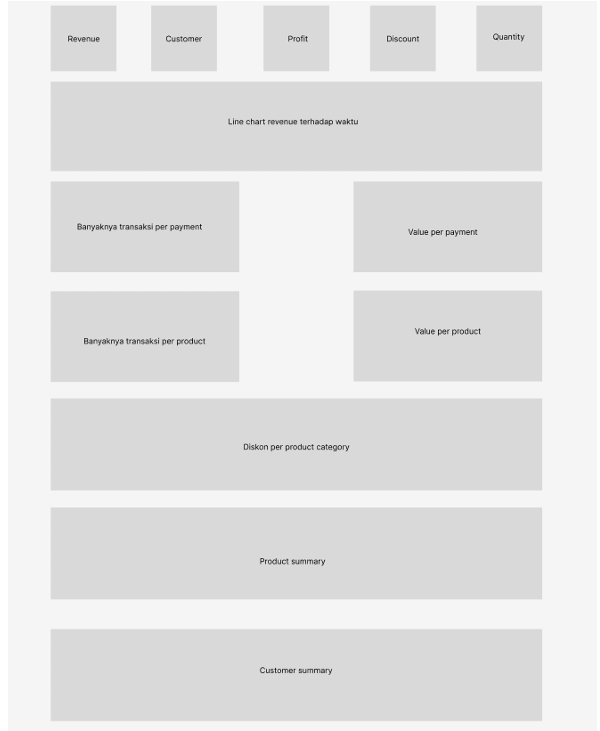 Revenue
Customer
Profit
Discount
Quantity
Line chart revenue terhadap waktu
Banyaknya transaksi per payment
Value per payment
Banyaknya transaksi per product
Value per product
Diskon per product category
Product summary
Customer summary